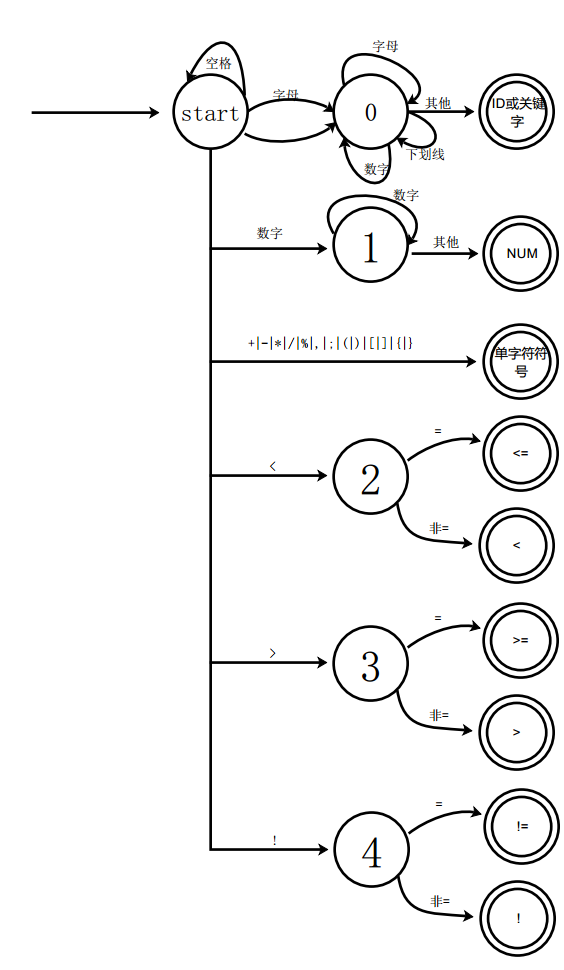 空格
字母
字母
start
0
其他
ID或关键
字
下划线
数字
数字
数字
1
其他
NUM
+|-|*|/|%|,|;|(|)|[|]|{|}
单字符符
号
<
2
=
<=
非=
<
>
3
=
>=
非=
>
!
4
=
!=
非=
!